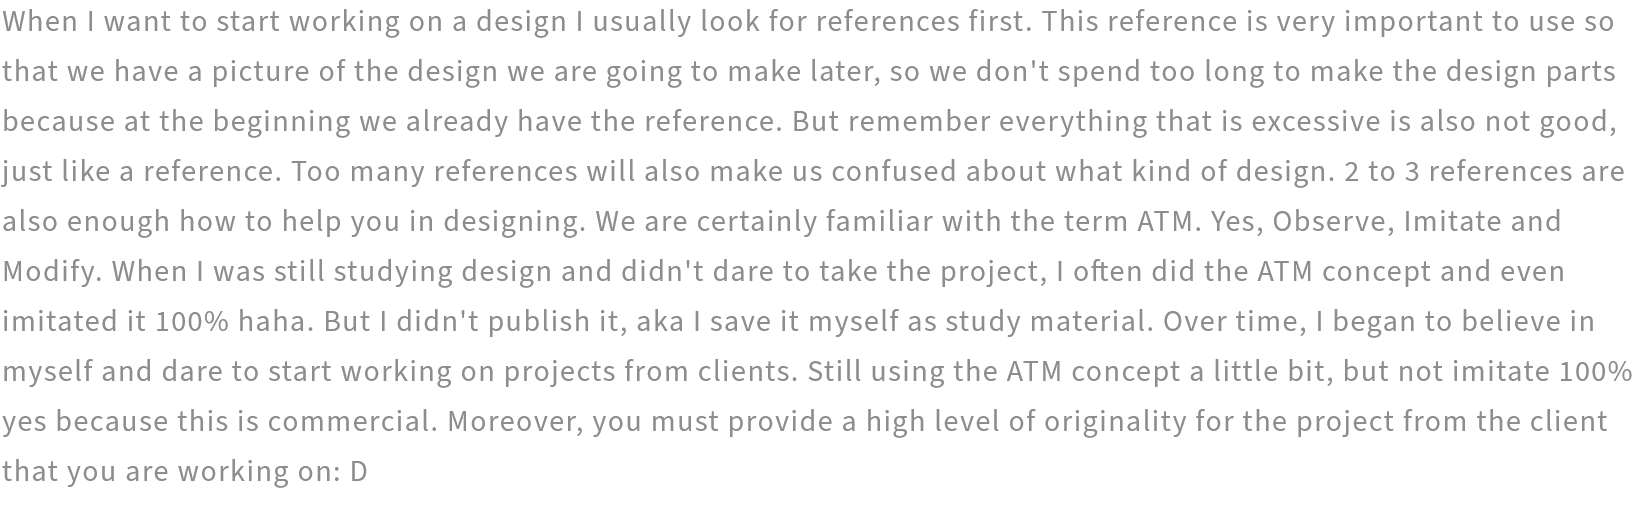 When I want to start working on a design I usually look for references first. This reference is very important to use so
that we have a picture of the design we are going to make later, so we don't spend too long to make the design parts
because at the beginning we already have the reference. But remember everything that is excessive is also not good,
just like a reference. Too many references will also make us confused about what kind of design. 2 to 3 references are
also enough how to help you in designing. We are certainly familiar with the term ATM. Yes, Observe, Imitate and
Modify. When I was still studying design and didn't dare to take the project, I often did the ATM concept and even
imitated it 100% haha. But I didn't publish it, aka I save it myself as study material. Over time, I began to believe in
myself and dare to start working on projects from clients. Still using the ATM concept a little bit, but not imitate 100%
yes because this is commercial. Moreover, you must provide a high level of originality for the project from the client
that you are working on: D